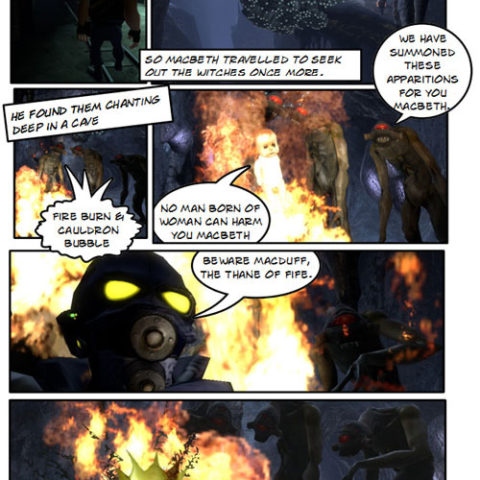 SO MACBETH TRAVELLED TO SEEK
OUT THE WITCHES ONCE MORE.
WE HAVE
SUMMONED
THESE
APPARITIONS
FOR YOU
MACBETH.
HE FOUND THEM CHANTING
DEEP IN A CAVE
FIRE BURN &
CAULDRON
BUBBLE
NO MAN BORN OF
WOMAN CAN HARM
YOU MACBETH
BEWARE MACDUFF,
THE THANE OF FIFE.